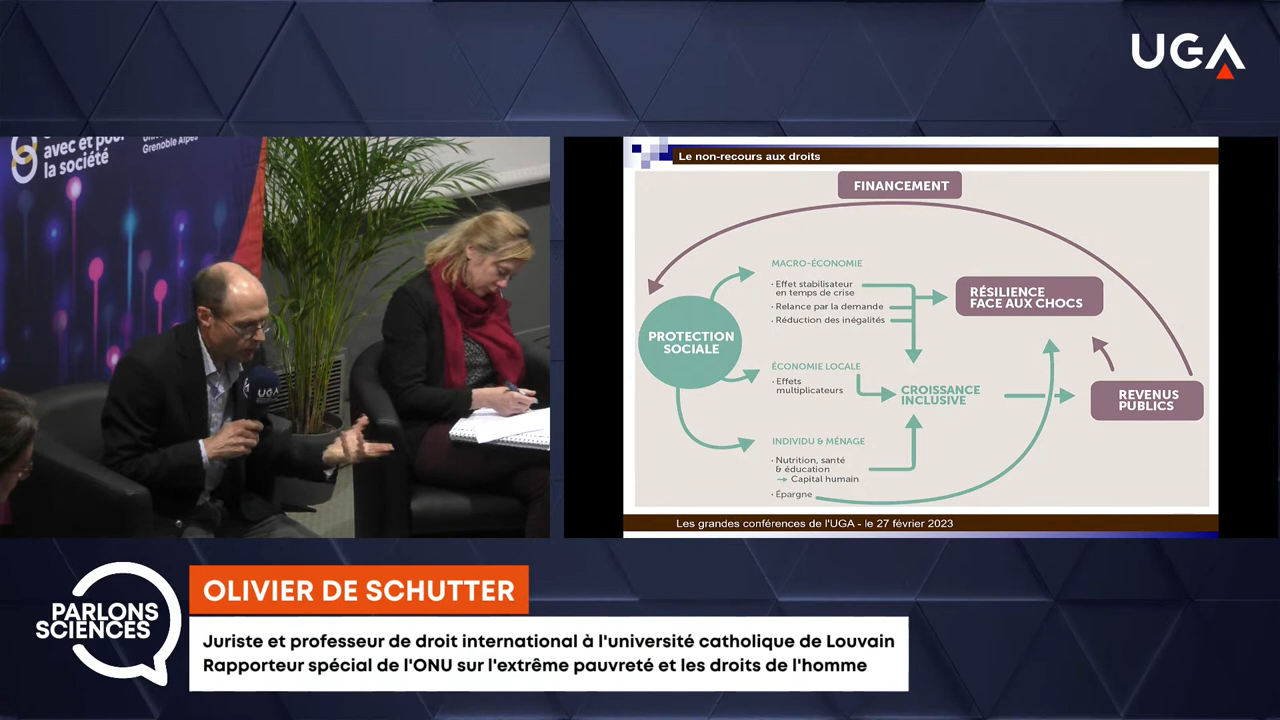 UGA
avec et pour
la société
Grenoble Alpes
UGA
Le non-recours aux droits
FINANCEMENT
MACRO-ÉCONOMIE
· Effet stabilisateur
en temps de crise
· Relance par la demande
· Réduction des inégalités
RÉSILIENCE
FACE AUX CHOCS
PROTECTION
SOCIALE
ÉCONOMIE LOCALE
· Effets
multiplicateurs
CROISSANCE
INCLUSIVE
REVENUS
PUBLICS
INDIVIDU & MÉNAGE
· Nutrition, santé
& éducation
→ Capital humain
· Épargne
Les grandes conférences de l'UGA - le 27 février 2023
PARLONS
SCIENCES
OLIVIER DE SCHUTTER
Juriste et professeur de droit international à l'université catholique de Louvain
Rapporteur spécial de l'ONU sur l'extrême pauvreté et les droits de l'homme